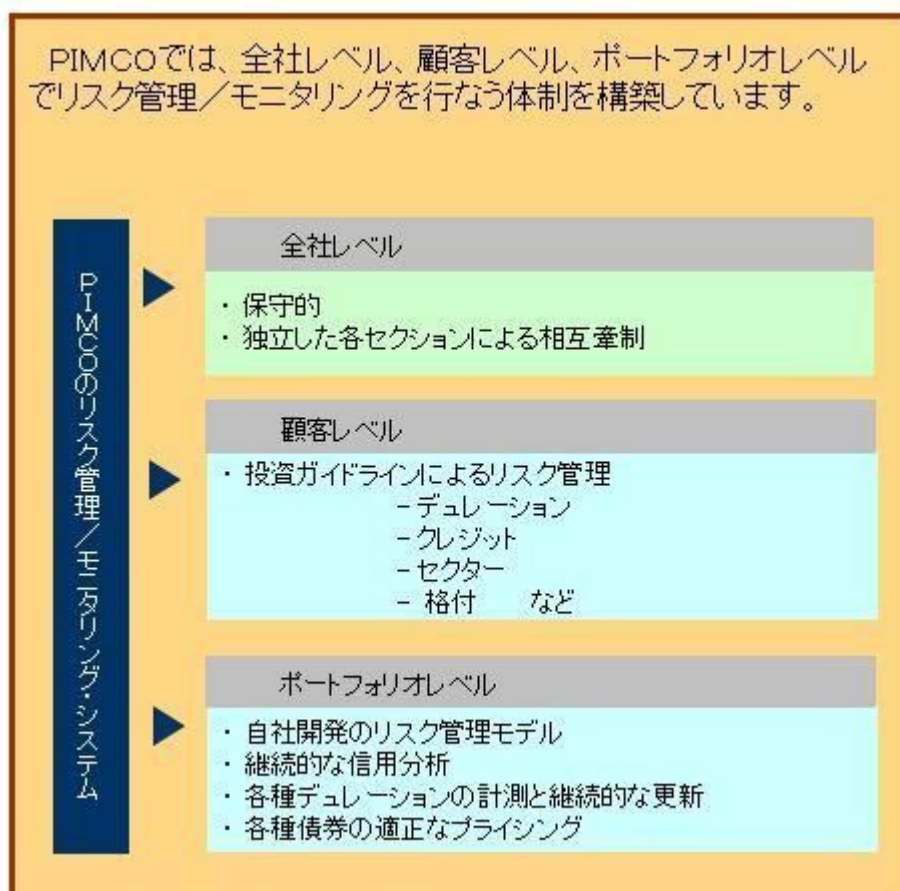 PIMCOでは、全社レベル、顧客レベル、ポートフォリオレベル
でリスク管理／モニタリングを行なう体制を構築しています。
PIMCOのリスク管理／モニタリング・システム
全社レベル
・ 保守的
・ 独立した各セクションによる相互牽制
顧客レベル
・ 投資ガイドラインによるリスク管理
－デュレーション
－クレジット
－セクター
－ 格付　　など
ポートフォリオレベル
・ 自社開発のリスク管理モデル
・ 継続的な信用分析
・ 各種デュレーションの計測と継続的な更新
・ 各種債券の適正なプライシング